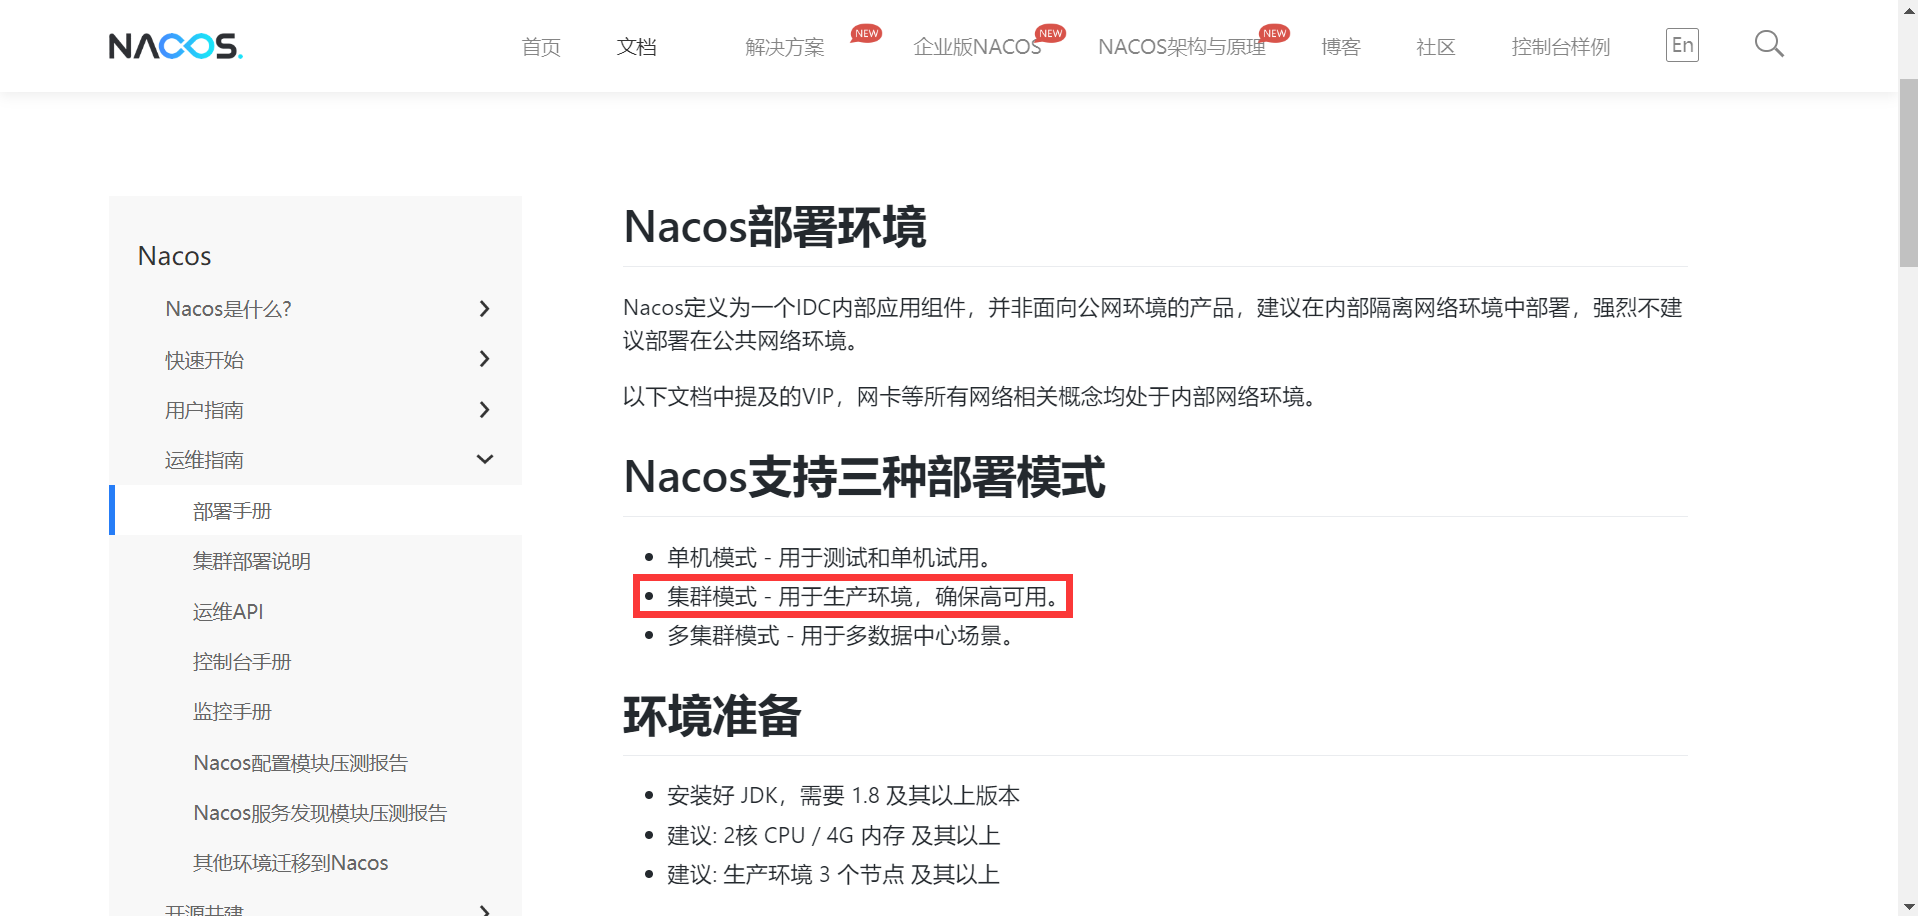 NACOS.
首页
文档
解决方案
NEW
企业版NACOS
NEW
NACOS架构与原理
NEW
博客
社区
控制台样例
En
Nacos
Nacos是什么?
快速开始
用户指南
运维指南
部署手册
集群部署说明
运维API
控制台手册
监控手册
Nacos配置模块压测报告
Nacos服务发现模块压测报告
其他环境迁移到Nacos
开源共建
Nacos部署环境
Nacos定义为一个IDC内部应用组件，并非面向公网环境的产品，建议在内部隔离网络环境中部署，强烈不建
议部署在公共网络环境。
以下文档中提及的VIP，网卡等所有网络相关概念均处于内部网络环境。
Nacos支持三种部署模式
单机模式 - 用于测试和单机试用。
集群模式 - 用于生产环境，确保高可用。
多集群模式 - 用于多数据中心场景。
环境准备
安装好 JDK，需要 1.8 及其以上版本
建议: 2核 CPU / 4G 内存 及其以上
建议: 生产环境 3 个节点 及其以上